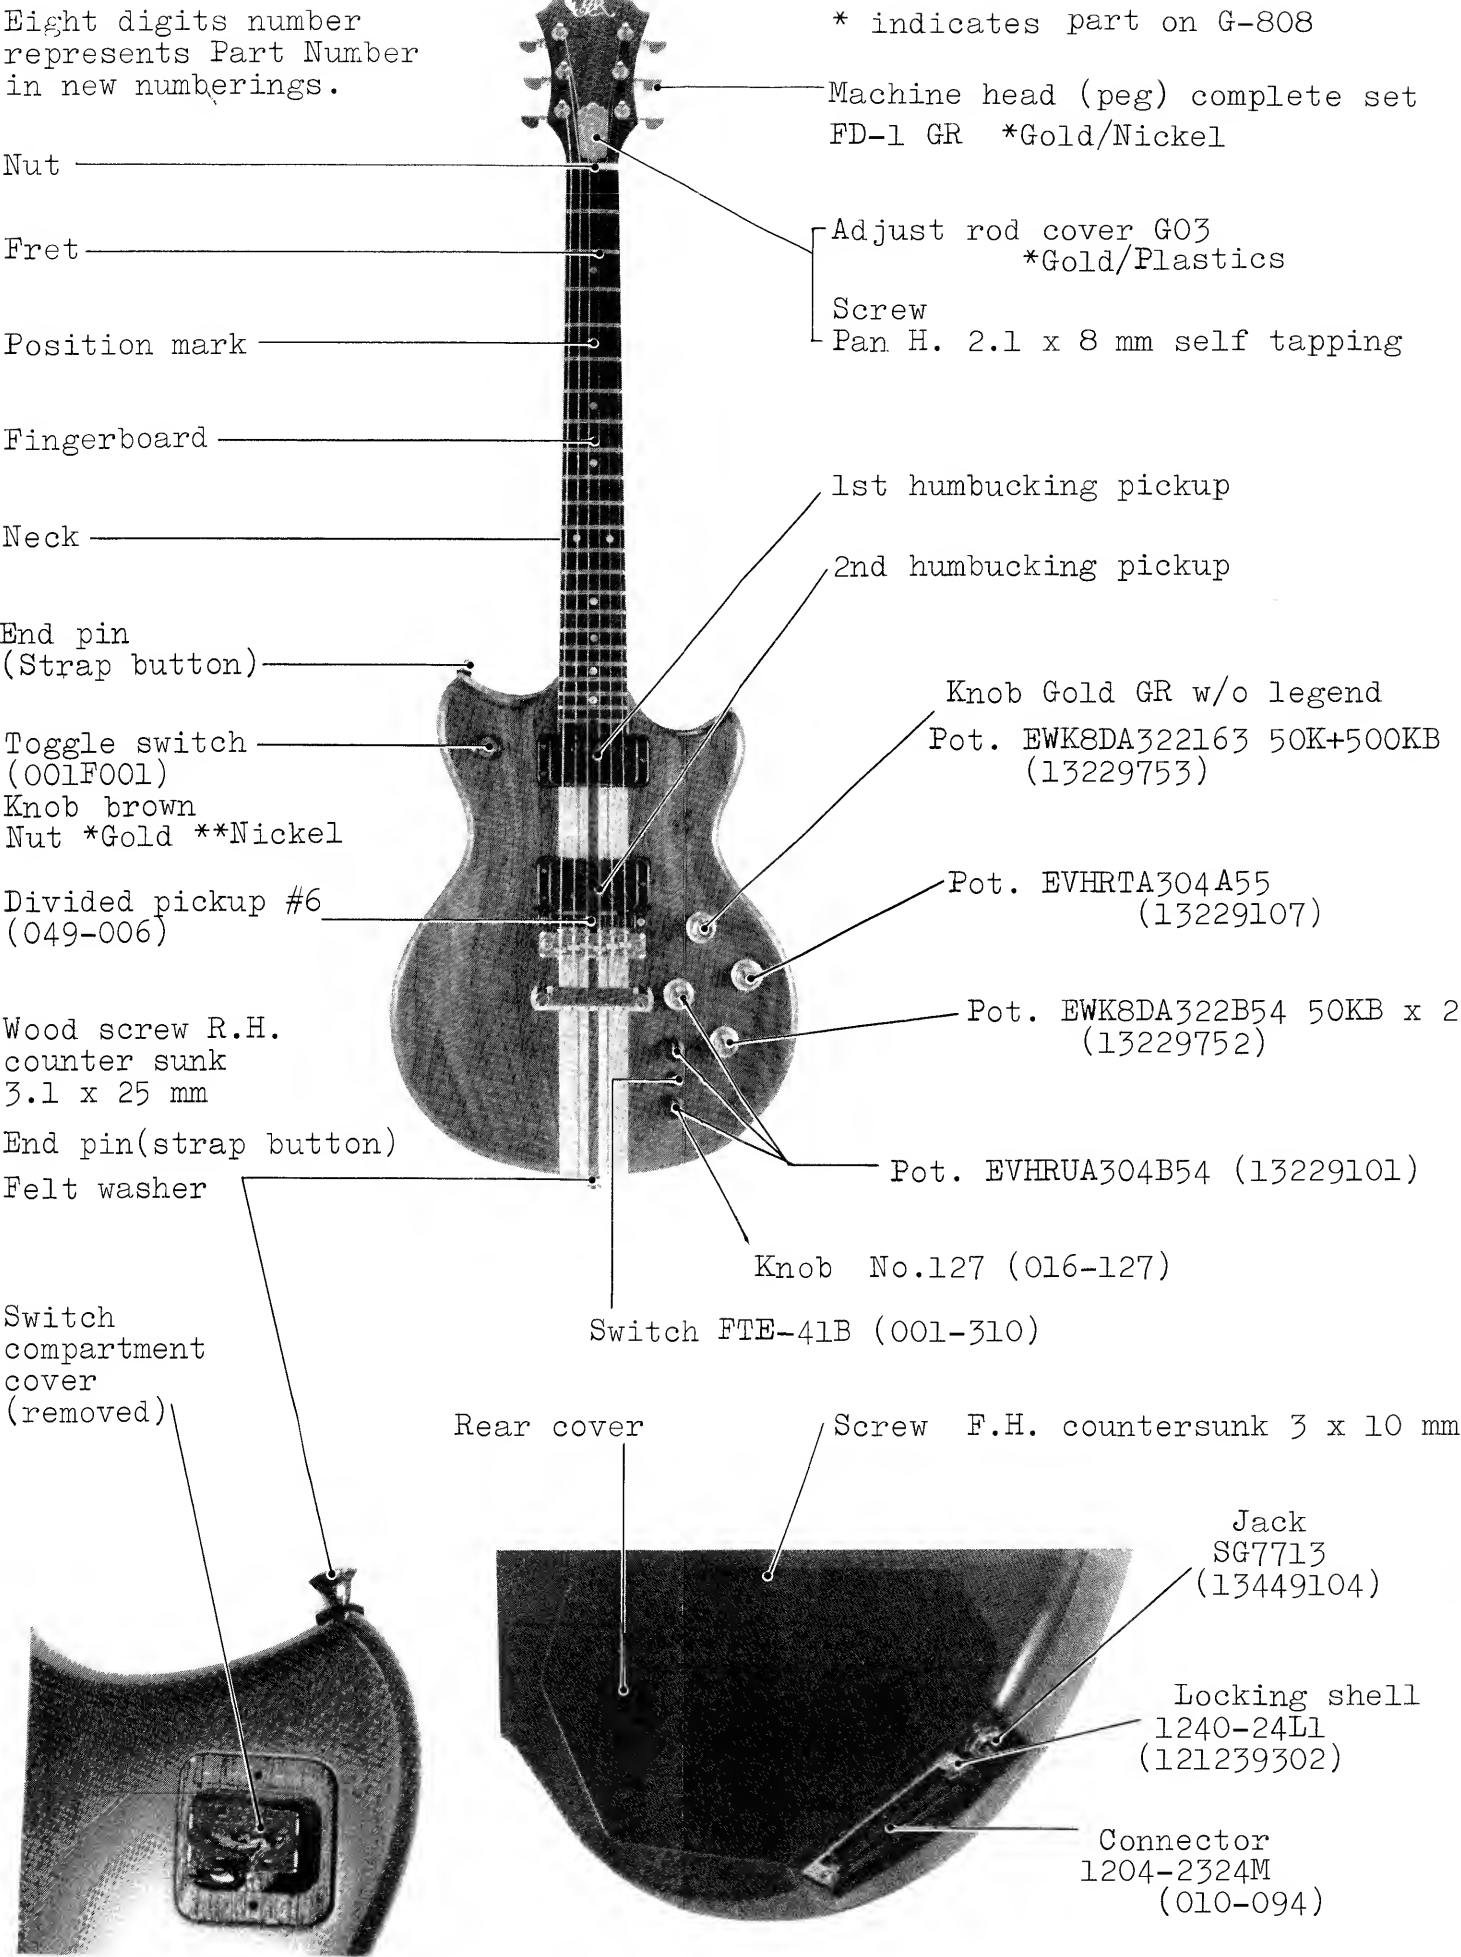 Eight digits number
represents Part Number
in new numberings.
* indicates part on G-808
Machine head (peg) complete set
FD-1 GR *Gold/Nickel
Nut
Adjust rod cover G03
*Gold/Plastics
Fret
Screw
Pan H. 2.1 x 8 mm self tapping
Position mark
Fingerboard
1st humbucking pickup
Neck
2nd humbucking pickup
End pin
(Strap button)
Knob Gold GR w/o legend
Pot. EWK8DA322163 50K+500KB
(13229753)
Toggle switch
(001F001)
Knob brown
Nut *Gold **Nickel
Pot. EVHRTA304A55
(13229107)
Divided pickup #6
(049-006)
Pot. EWK8DA322B54 50KB x 2
(13229752)
Wood screw R.H.
counter sunk
3.1 x 25 mm
End pin(strap button)
Felt washer
Pot. EVHRUA304B54 (13229101)
Knob No.127 (016-127)
Switch FTE-41B (001-310)
Switch
compartment
cover
(removed)
Rear cover
Screw F.H. countersunk 3 x 10 mm
Jack
SG7713
(13449104)
Locking shell
1240-24L1
(121239302)
Connector
1204-2324M
(010-094)